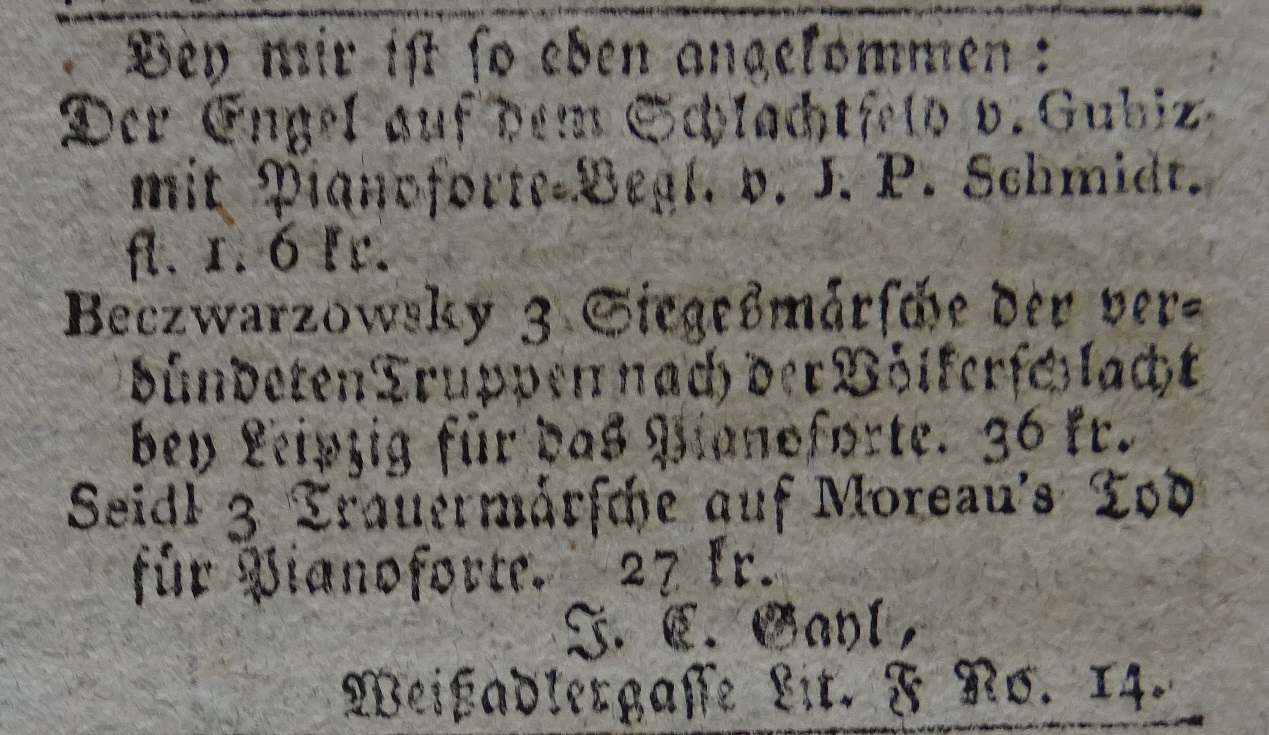 Bey mir iſt ſo eben angekommen:
Der Engel auf dem Schlachtfeld v. Gubiz
mit Pianoforte-Begl. v. J. P. Schmidt.
fl. 1. 6 kr.
Beczwarzowsky 3 Siegesmärſche der ver-
bündeten Truppen nach der Völkerſchlacht
bey Leipzig für das Pianoforte. 36 kr.
Seidl 3 Trauermärſche auf Moreau's Tod
für Pianoforte. 27 kr.
J. C. Gayl,
Weißadlergaſſe Lit. F No. 14.